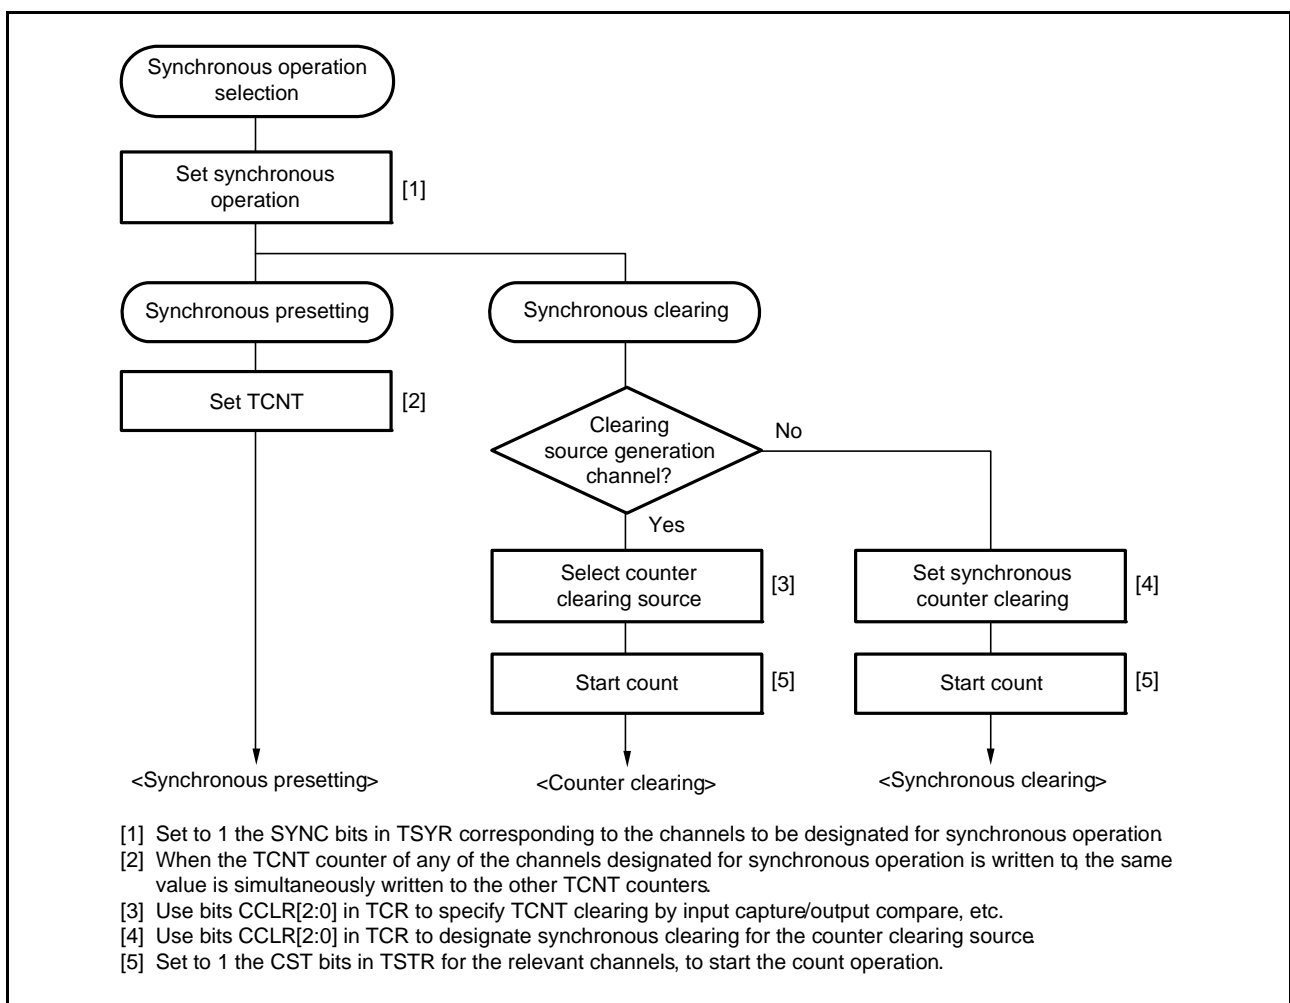 Synchronous operation
selection
Set synchronous
operation
[1]
Synchronous presetting
Synchronous clearing
Set TCNT
[2]
Clearing
source generation
channel?
No
Yes
Select counter
clearing source
[3]
Set synchronous
counter clearing
[4]
Start count
[5]
Start count
[5]
<Synchronous presetting>
<Counter clearing>
<Synchronous clearing>
[1] Set to 1 the SYNC bits in TSYR corresponding to the channels to be designated for synchronous operation.
[2] When the TCNT counter of any of the channels designated for synchronous operation is written to, the same
value is simultaneously written to the other TCNT counters.
[3] Use bits CCLR[2:0] in TCR to specify TCNT clearing by input capture/output compare, etc.
[4] Use bits CCLR[2:0] in TCR to designate synchronous clearing for the counter clearing source.
[5] Set to 1 the CST bits in TSTR for the relevant channels, to start the count operation.